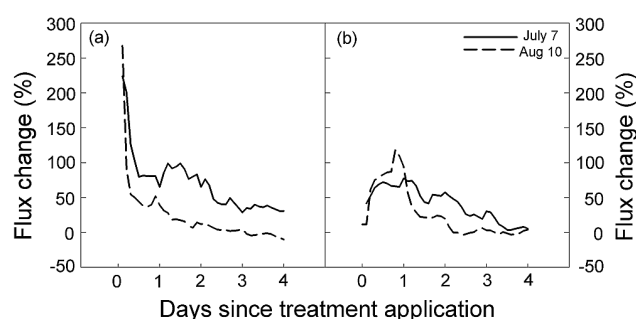 300 (a) (b) July 7 300
250 Aug 10 250
200 200
150 150
100 100
50 50
0 0
-50 -50
Flux change (%)
Flux change (%)
0 1 2 3 4 0 1 2 3 4
Days since treatment application